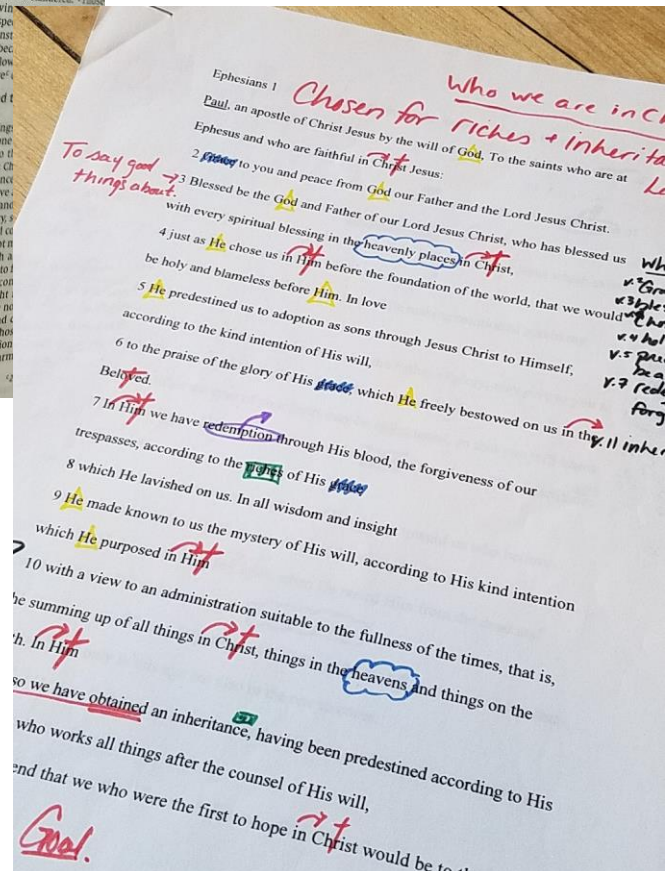 Ephesians 1
Who we are in C
Chosen for riches + inherita
Paul, an apostle of Christ Jesus by the will of God, To the saints who are at
Ephesus and who are faithful in Christ Jesus:
2 to you and peace from God our Father and the Lord Jesus Christ.
To say good
things about.
3 Blessed be the God and Father of our Lord Jesus Christ, who has blessed us
with every spiritual blessing in the heavenly places in Christ,
4 just as He chose us in Him before the foundation of the world, that we would
be holy and blameless before Him. In love
5 He predestined us to adoption as sons through Jesus Christ to Himself,
according to the kind intention of His will,
6 to the praise of the glory of His which He freely bestowed on us in the
Beloved.
7 In Him we have redemption through His blood, the forgiveness of our
trespasses, according to the riches of His
8 which He lavished on us. In all wisdom and insight
9 He made known to us the mystery of His will, according to His kind intention
which He purposed in Him
10 with a view to an administration suitable to the fullness of the times, that is,
he summing up of all things in Christ, things in the heavens and things on the
h. In Him
so we have obtained an inheritance, having been predestined according to His
who works all things after the counsel of His will,
end that we who were the first to hope in Christ would be to
Goal.
Wh
v.2 Gra
v.3 bles
Cho
v.4 hol
v.5
v.7 rede
forg
v.11 inher